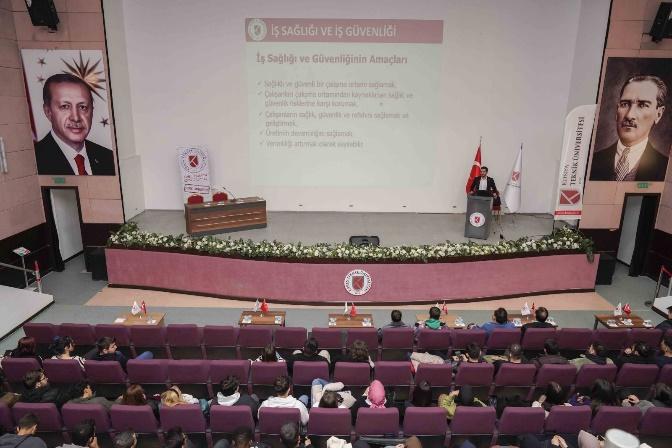 İŞ SAĞLIĞI VE İŞ GÜVENLİĞİ
İş Sağlığı ve Güvenliğinin Amaçları
Sağlıklı ve güvenli bir çalışma ortamı sağlamak,
Çalışanları çalışma ortamından kaynaklanan sağlık ve
güvenlik risklerine karşı korumak,
Çalışanların sağlık, güvenlik ve refahını sağlamak ve
geliştirmek,
Üretimin devamlılığını sağlamak,
Verimliliği artırmak olarak sayılabilir.
TEKNİK ÜNİVERSİTESİ